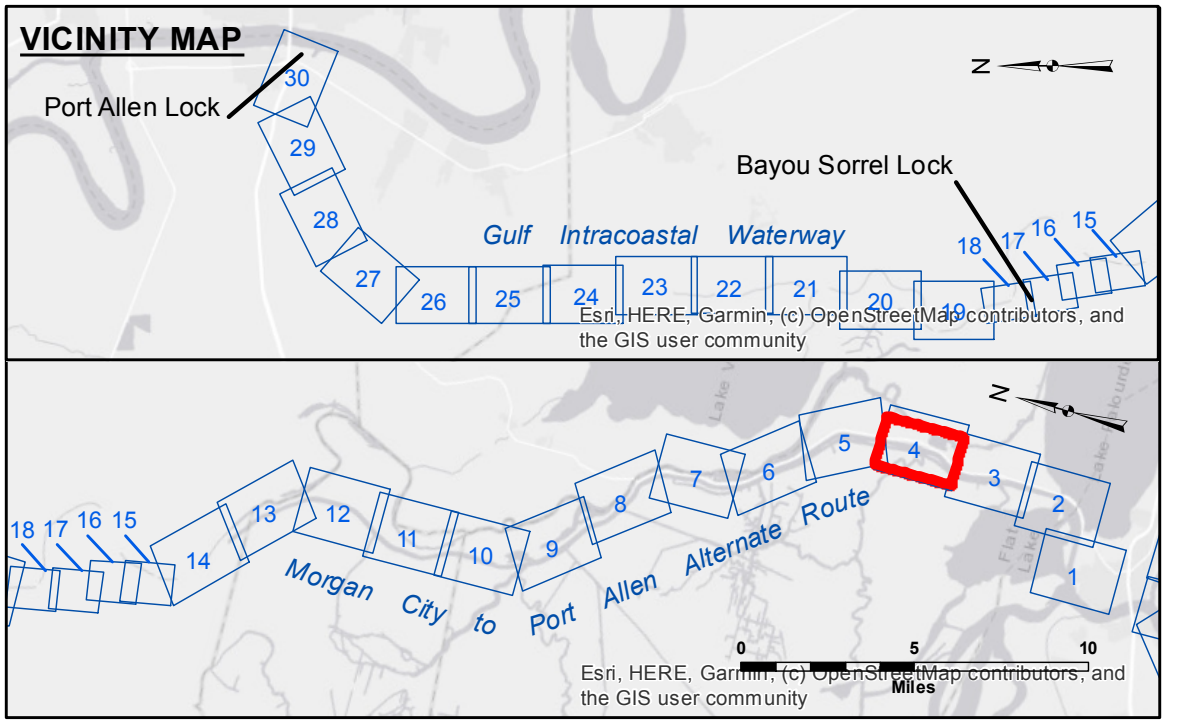 VICINITY MAP
N
30
Port Allen Lock
29
Bayou Sorrel Lock
28
Gulf Intracoastal Waterway
18 17 16 15
27
26 25 24 23 22 21 20 19
Esri, HERE, Garmin, (c) OpenStreetMap contributors, and
the GIS user community
N
Lake
18 17 16 15
14 13 12 11 10 9 8 7 6 5 4 3 2 1
Flat
Lake
Morgan City to Port Allen Alternate Route
0 5 10
Miles
Esri, HERE, Garmin, (c) OpenStreetMap contributors, and
the GIS user community